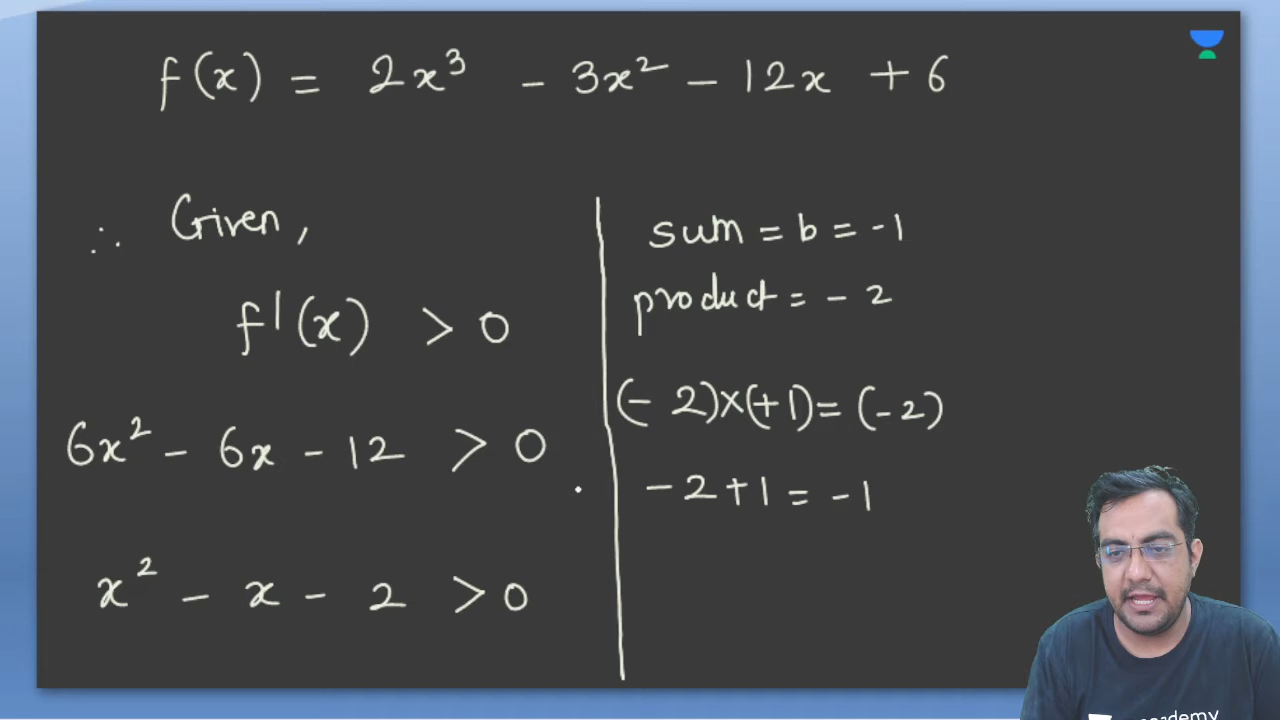 f(x) = 2x³ - 3x² - 12x + 6
∴ Given,
f'(x) > 0
6x² - 6x - 12 > 0
x² - x - 2 > 0
sum = b = -1
product = - 2
(- 2)×(+1) = (-2)
- 2 + 1 = - 1